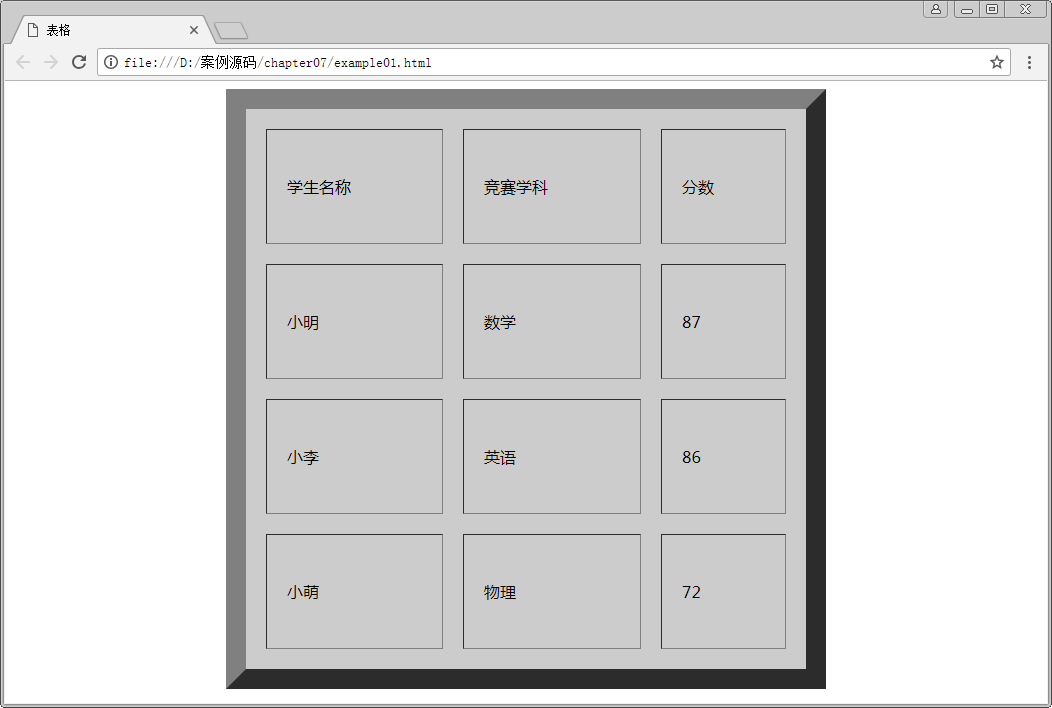 表格
file:///D:/案例源码/chapter07/example01.html
学生名称 竞赛学科 分数
小明 数学 87
小李 英语 86
小萌 物理 72